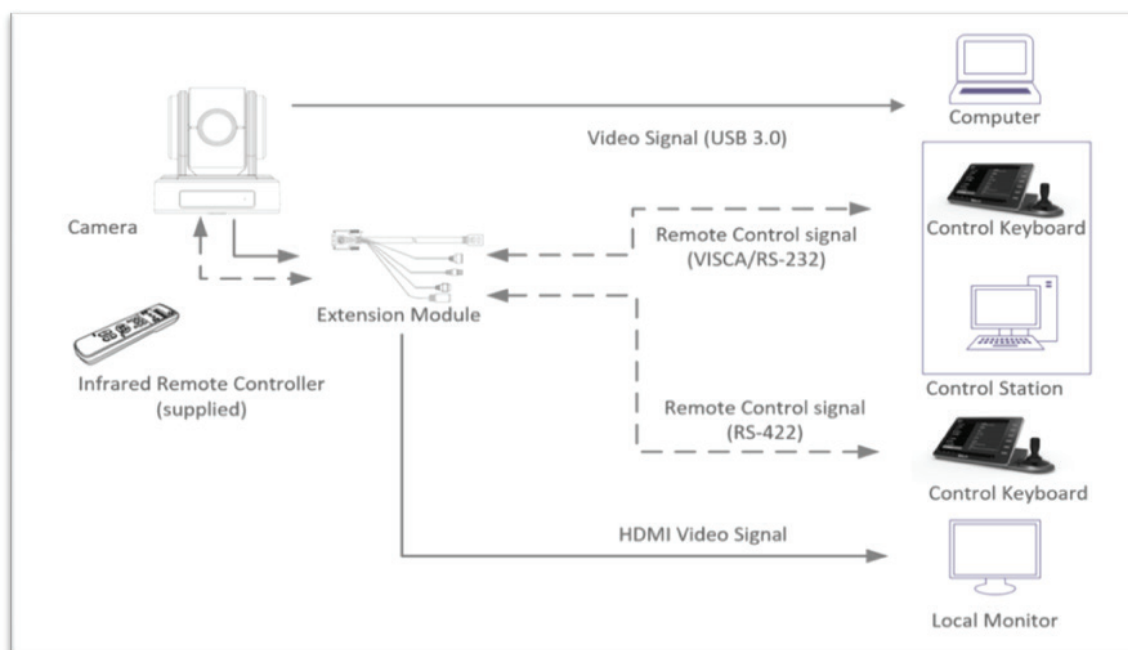 Computer
Video Signal (USB 3.0)
Camera
Remote Control signal
(VISCA/RS-232)
Control Keyboard
Extension Module
Infrared Remote Controller
(supplied)
Control Station
Remote Control signal
(RS-422)
Control Keyboard
HDMI Video Signal
Local Monitor